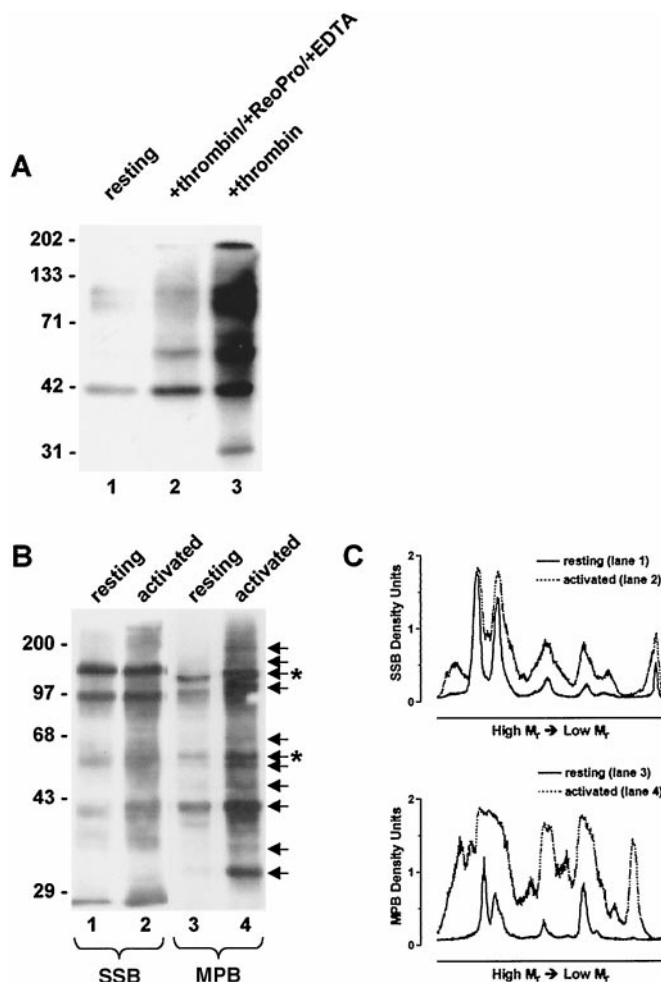 A
resting
+thrombin/+ReoPro/+EDTA
+thrombin
202 -
133 -
71 -
42 -
31 -
1 2 3
B
resting
activated
resting
activated
200 -
97 -
68 -
43 -
29 -
*
*
1 2 3 4
SSB MPB
C
SSB Density Units
2
1
0
resting (lane 1)
activated (lane 2)
High Mr → Low Mr
MPB Density Units
2
1
0
resting (lane 3)
activated (lane 4)
High Mr → Low Mr